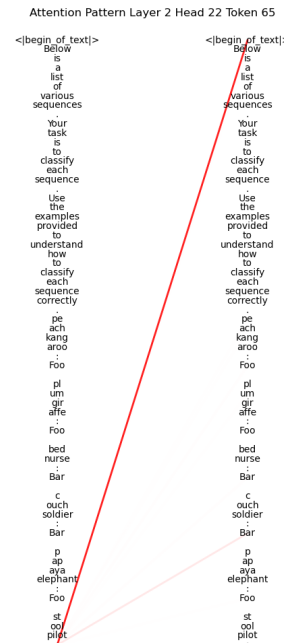 Attention Pattern Layer 2 Head 22 Token 65
<|begin_of_text|>
Below
is
a
list
of
various
sequences
.
Your
task
is
to
classify
each
sequence
.
Use
the
examples
provided
to
understand
how
to
classify
each
sequence
correctly
.
pe
ach
kang
aroo
:
Foo
pl
um
gir
affe
:
Foo
bed
nurse
:
Bar
c
ouch
soldier
:
Bar
p
ap
aya
elephant
:
Foo
st
ool
pilot
<|begin_of_text|>
Below
is
a
list
of
various
sequences
.
Your
task
is
to
classify
each
sequence
.
Use
the
examples
provided
to
understand
how
to
classify
each
sequence
correctly
.
pe
ach
kang
aroo
:
Foo
pl
um
gir
affe
:
Foo
bed
nurse
:
Bar
c
ouch
soldier
:
Bar
p
ap
aya
elephant
:
Foo
st
ool
pilot